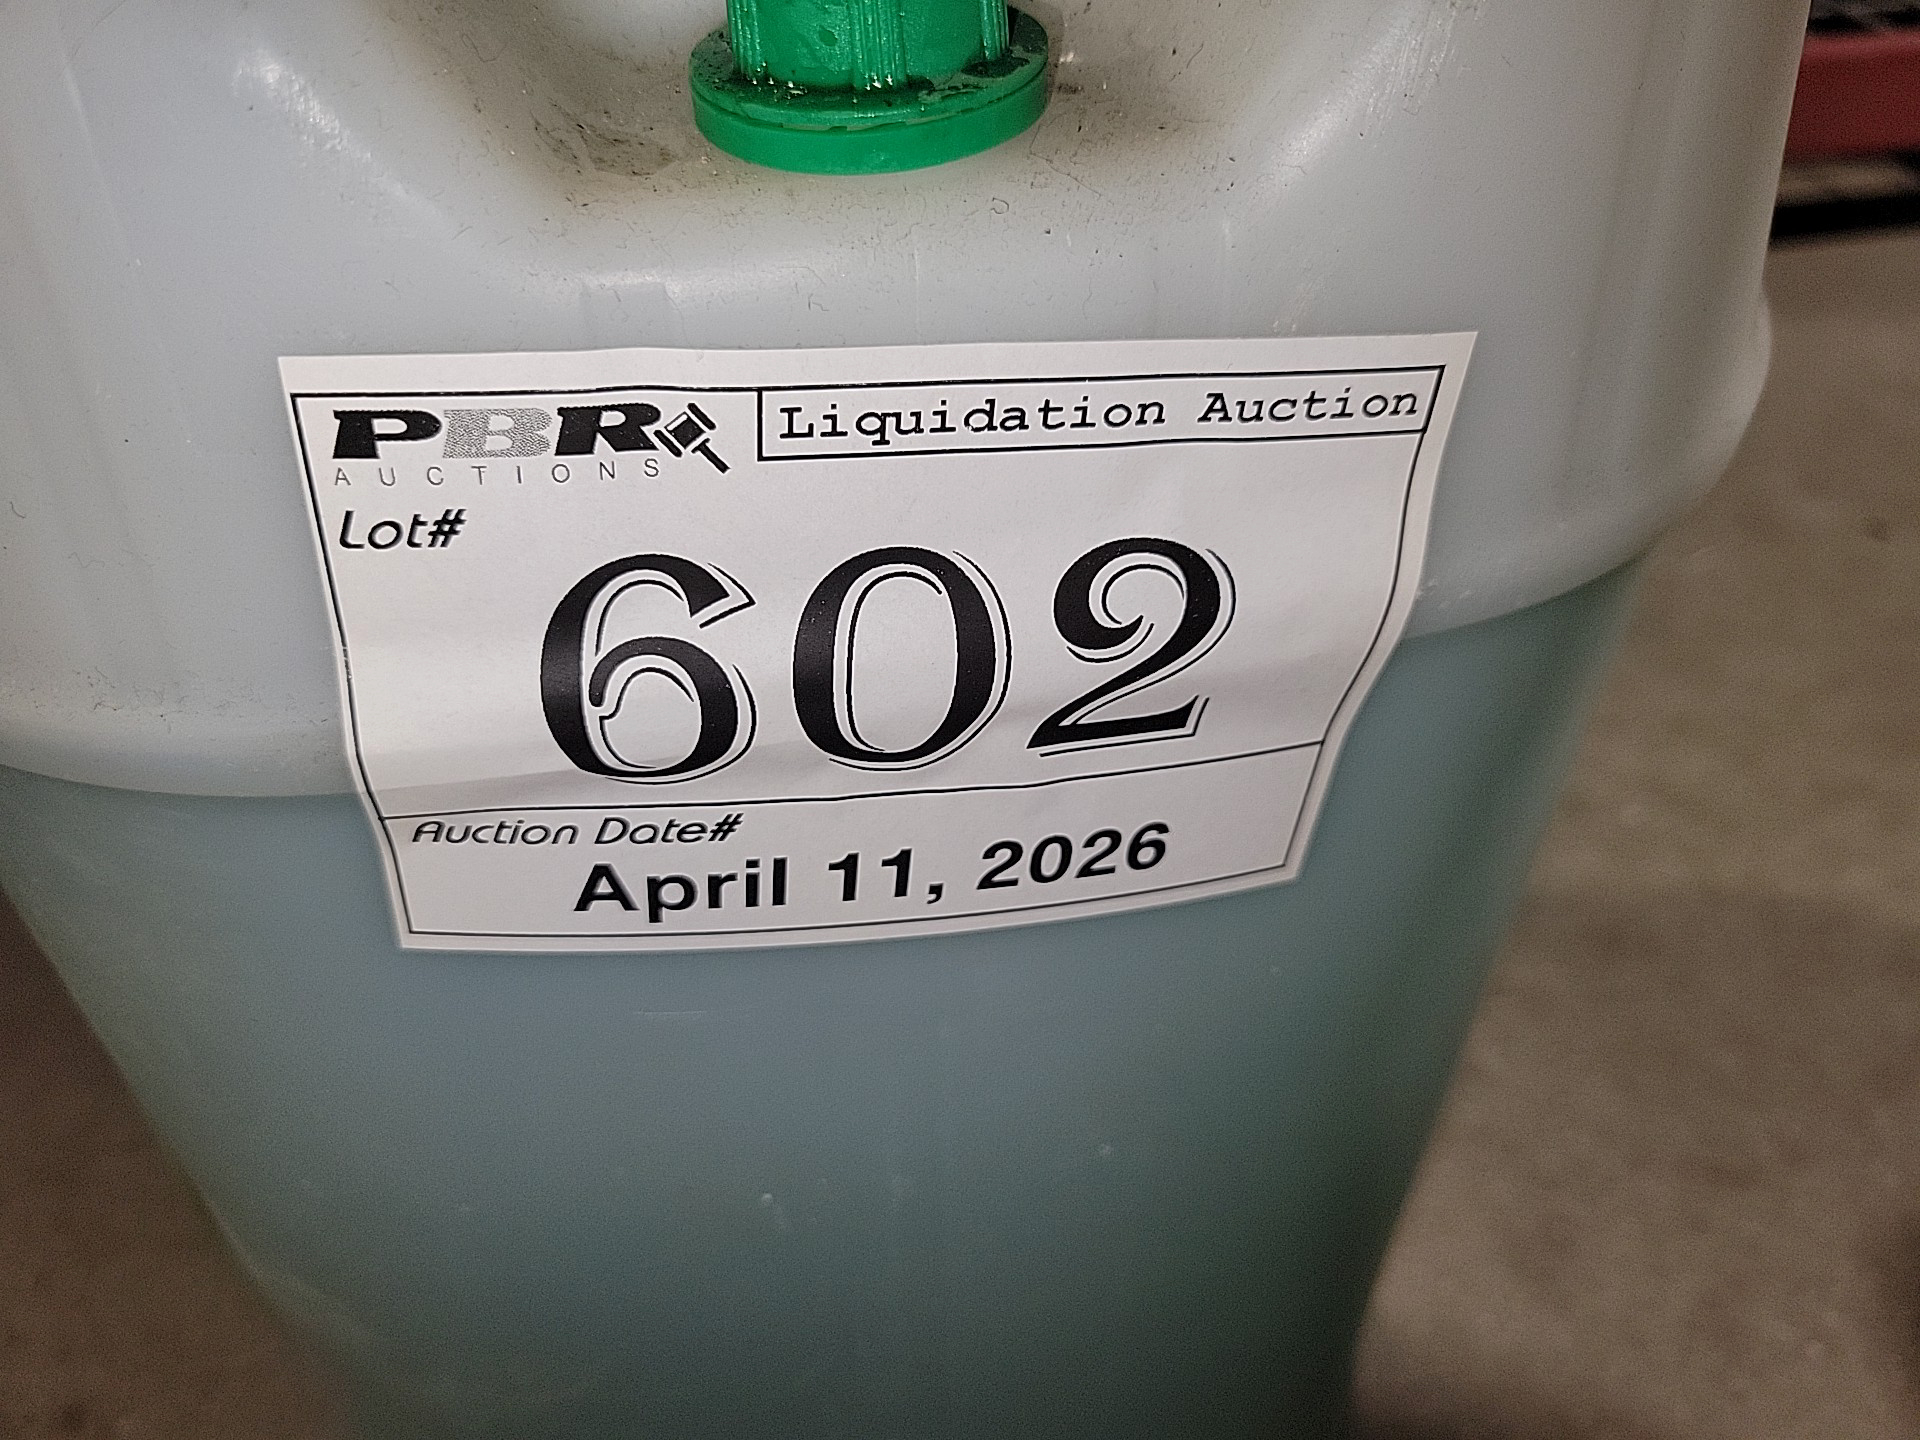 PBR
AUCTIONS
Liquidation Auction
Lot#
602
Auction Date#
April 11, 2026